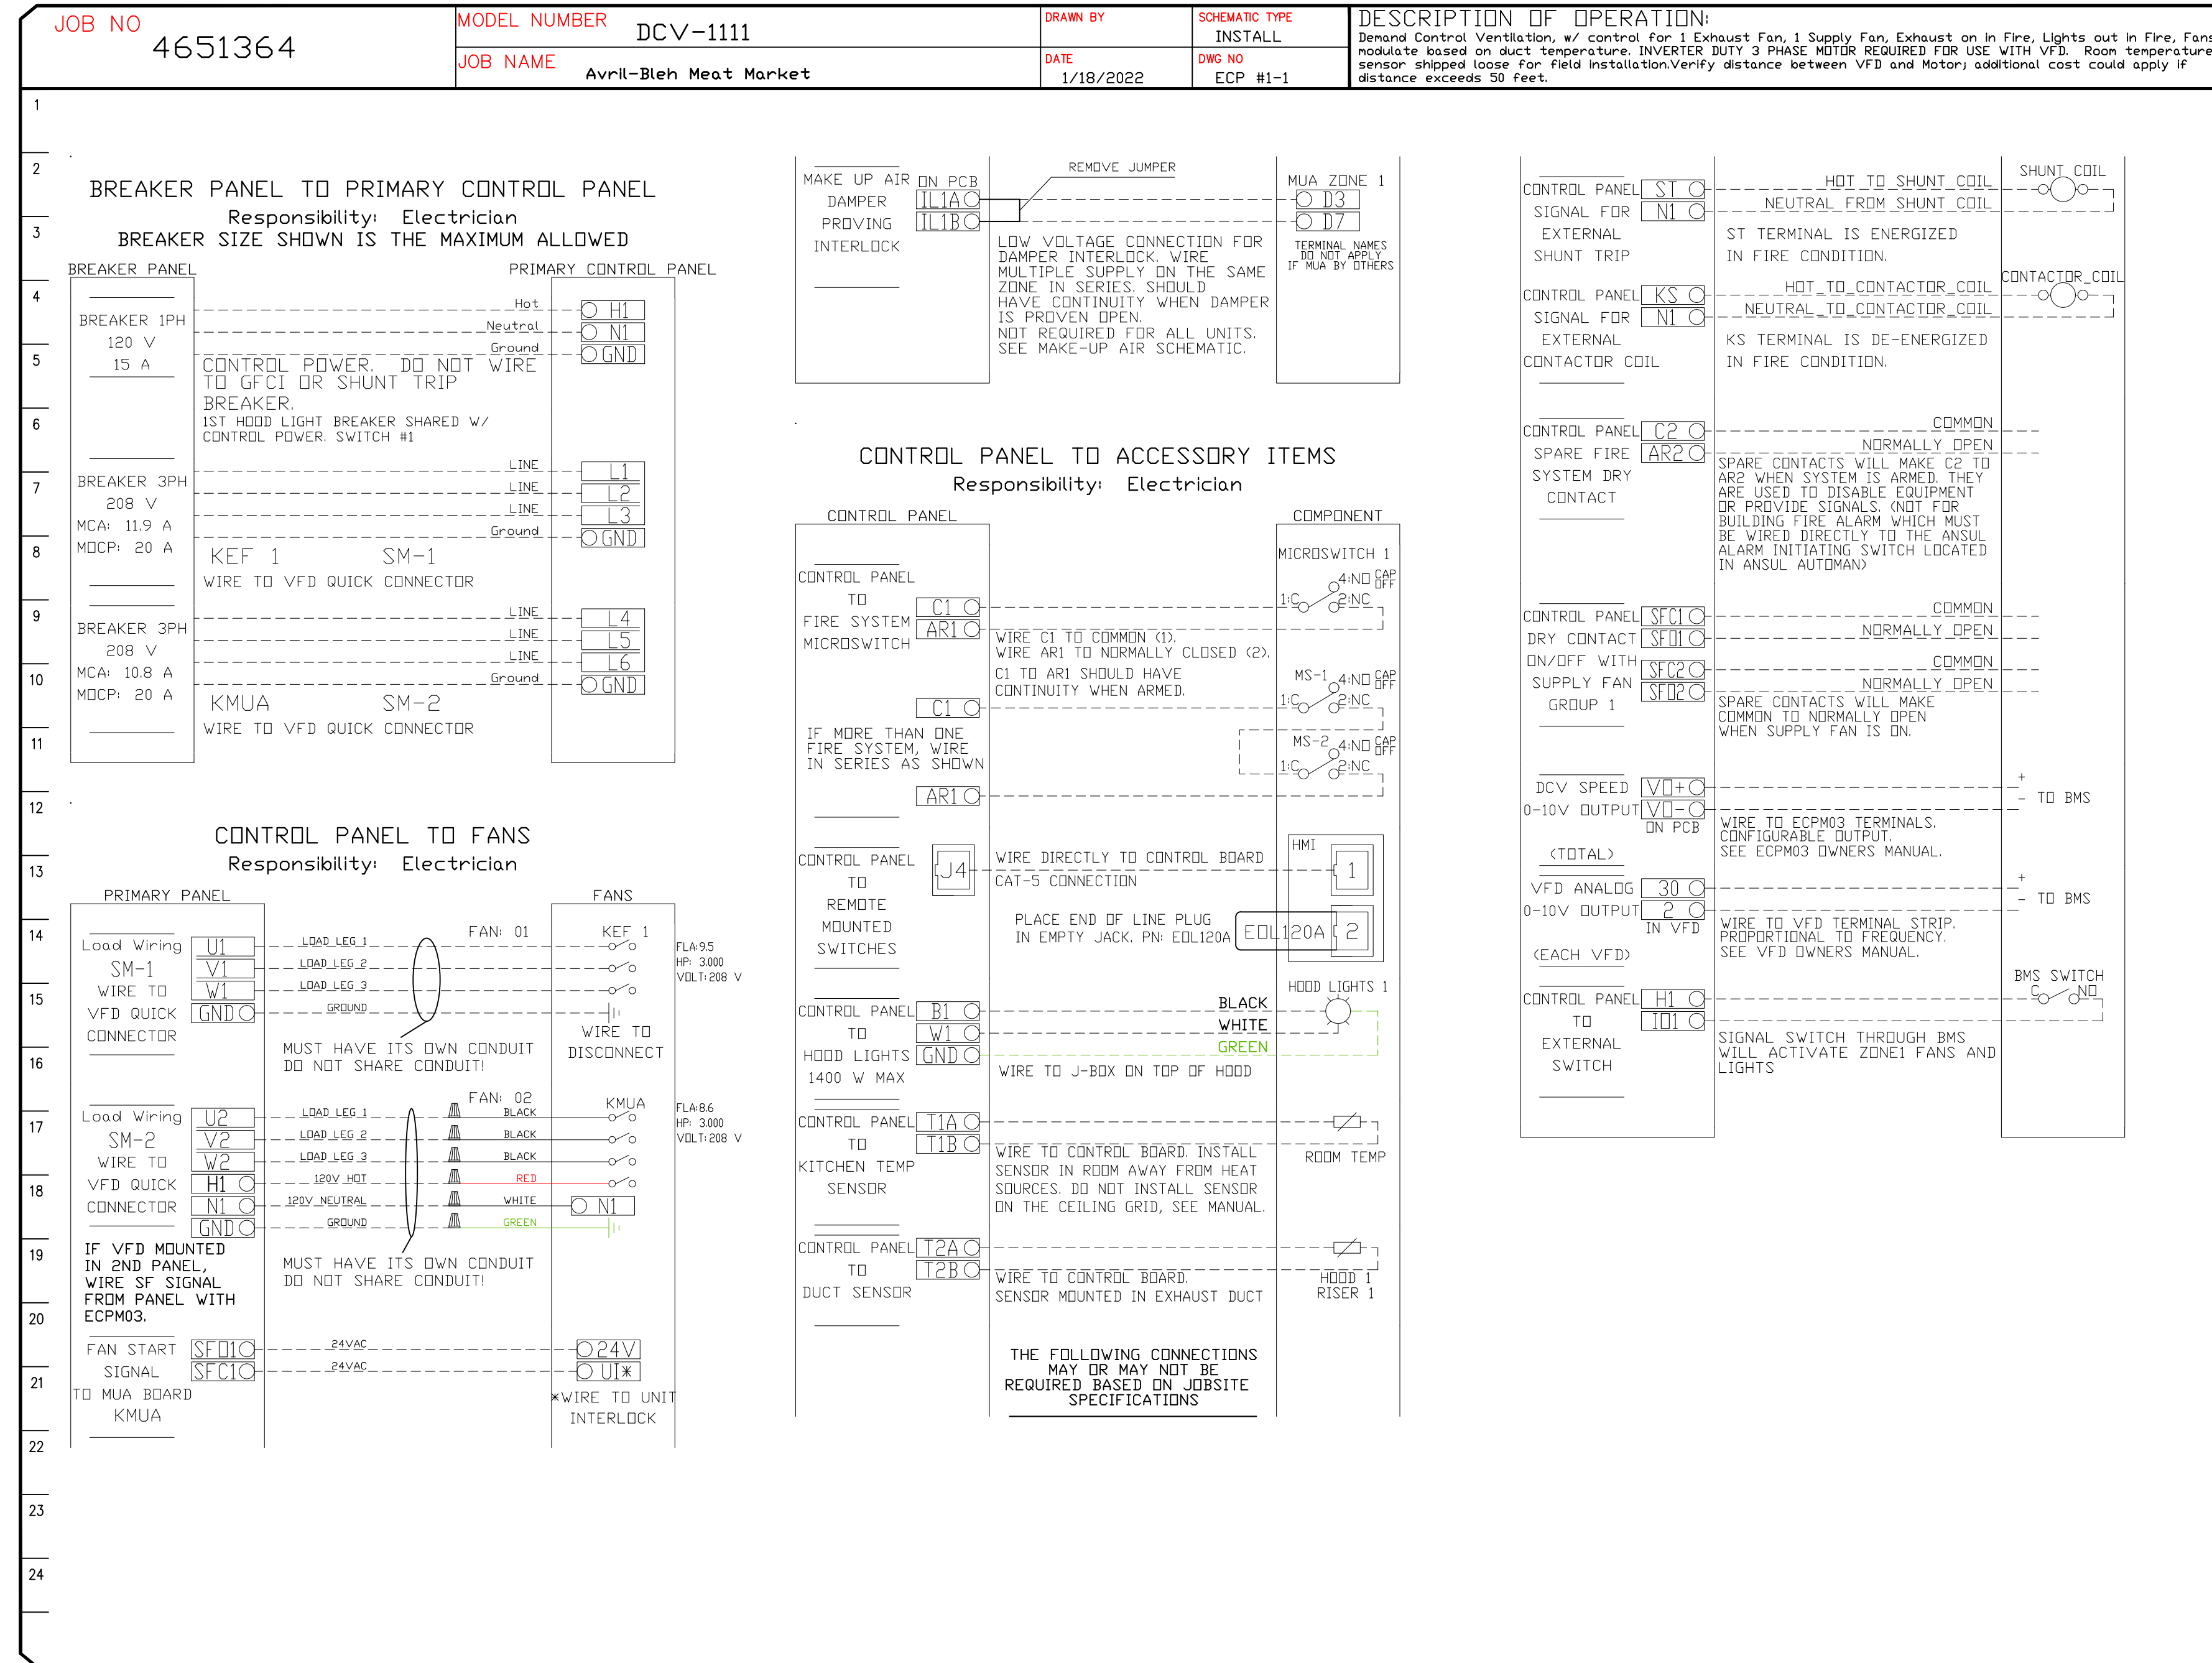 JOB NO
4651364
MODEL NUMBER
DCV-1111
JOB NAME
Avril-Bleh Meat Market
DRAWN BY
DATE
1/18/2022
SCHEMATIC TYPE
INSTALL
DWG NO
ECP #1-1
DESCRIPTION OF OPERATION:
Demand Control Ventilation, w/ control for 1 Exhaust Fan, 1 Supply Fan, Exhaust on in Fire, Lights out in Fire, Fans
modulate based on duct temperature. INVERTER DUTY 3 PHASE MOTOR REQUIRED FOR USE WITH VFD. Room temperature
sensor shipped loose for field installation.Verify distance between VFD and Motor; additional cost could apply if
distance exceeds 50 feet.
1
2
3
4
5
6
7
8
9
10
11
12
13
14
15
16
17
18
19
20
21
22
23
24
BREAKER PANEL TO PRIMARY CONTROL PANEL
Responsibility: Electrician
BREAKER SIZE SHOWN IS THE MAXIMUM ALLOWED
BREAKER PANEL
PRIMARY CONTROL PANEL
BREAKER 1PH
120 V
15 A
Hot
H1
Neutral
N1
Ground
GND
CONTROL POWER. DO NOT WIRE
TO GFCI OR SHUNT TRIP
BREAKER.
1ST HOOD LIGHT BREAKER SHARED W/
CONTROL POWER. SWITCH #1
BREAKER 3PH
208 V
MCA: 11.9 A
MOCP: 20 A
LINE
L1
LINE
L2
LINE
L3
Ground
GND
KEF 1
SM-1
WIRE TO VFD QUICK CONNECTOR
BREAKER 3PH
208 V
MCA: 10.8 A
MOCP: 20 A
LINE
L4
LINE
L5
LINE
L6
Ground
GND
KMUA
SM-2
WIRE TO VFD QUICK CONNECTOR
CONTROL PANEL TO FANS
Responsibility: Electrician
PRIMARY PANEL
FANS
Load Wiring
SM-1
WIRE TO
VFD QUICK
CONNECTOR
U1
V1
W1
GND
LOAD LEG 1
LOAD LEG 2
LOAD LEG 3
GROUND
FAN: 01
KEF 1
FLA:9.5
HP: 3.000
VOLT:208 V
WIRE TO
DISCONNECT
MUST HAVE ITS OWN CONDUIT
DO NOT SHARE CONDUIT!
Load Wiring
SM-2
WIRE TO
VFD QUICK
CONNECTOR
U2
V2
W2
H1
N1
GND
LOAD LEG 1
LOAD LEG 2
LOAD LEG 3
120V HOT
120V NEUTRAL
GROUND
FAN: 02
BLACK
BLACK
BLACK
RED
WHITE
GREEN
KMUA
N1
FLA:8.6
HP: 3.000
VOLT:208 V
IF VFD MOUNTED
IN 2ND PANEL,
WIRE SF SIGNAL
FROM PANEL WITH
ECPM03.
MUST HAVE ITS OWN CONDUIT
DO NOT SHARE CONDUIT!
FAN START
SIGNAL
TO MUA BOARD
KMUA
SFO1
SFC1
24VAC
24VAC
24V
UI*
*WIRE TO UNIT
INTERLOCK
MAKE UP AIR
DAMPER
PROVING
INTERLOCK
ON PCB
IL1A
IL1B
REMOVE JUMPER
MUA ZONE 1
D3
D7
TERMINAL NAMES
DO NOT APPLY
IF MUA BY OTHERS
LOW VOLTAGE CONNECTION FOR
DAMPER INTERLOCK. WIRE
MULTIPLE SUPPLY ON THE SAME
ZONE IN SERIES. SHOULD
HAVE CONTINUITY WHEN DAMPER
IS PROVEN OPEN.
NOT REQUIRED FOR ALL UNITS.
SEE MAKE-UP AIR SCHEMATIC.
CONTROL PANEL TO ACCESSORY ITEMS
Responsibility: Electrician
CONTROL PANEL
COMPONENT
CONTROL PANEL
TO
FIRE SYSTEM
MICROSWITCH
C1
AR1
MICROSWITCH 1
4:NO
CAP
OFF
1:C
2:NC
WIRE C1 TO COMMON (1).
WIRE AR1 TO NORMALLY CLOSED (2).
C1 TO AR1 SHOULD HAVE
CONTINUITY WHEN ARMED.
C1
MS-1
4:NO
CAP
OFF
1:C
2:NC
IF MORE THAN ONE
FIRE SYSTEM, WIRE
IN SERIES AS SHOWN
MS-2
4:NO
CAP
OFF
1:C
2:NC
AR1
CONTROL PANEL
TO
REMOTE
MOUNTED
SWITCHES
J4
WIRE DIRECTLY TO CONTROL BOARD
CAT-5 CONNECTION
HMI
1
PLACE END OF LINE PLUG
IN EMPTY JACK. PN: EOL120A
EOL120A
2
CONTROL PANEL
TO
HOOD LIGHTS
1400 W MAX
B1
W1
GND
BLACK
WHITE
GREEN
HOOD LIGHTS 1
WIRE TO J-BOX ON TOP OF HOOD
CONTROL PANEL
TO
KITCHEN TEMP
SENSOR
T1A
T1B
WIRE TO CONTROL BOARD. INSTALL
SENSOR IN ROOM AWAY FROM HEAT
SOURCES. DO NOT INSTALL SENSOR
ON THE CEILING GRID, SEE MANUAL.
ROOM TEMP
CONTROL PANEL
TO
DUCT SENSOR
T2A
T2B
WIRE TO CONTROL BOARD.
SENSOR MOUNTED IN EXHAUST DUCT
HOOD 1
RISER 1
THE FOLLOWING CONNECTIONS
MAY OR MAY NOT BE
REQUIRED BASED ON JOBSITE
SPECIFICATIONS
CONTROL PANEL
SIGNAL FOR
EXTERNAL
SHUNT TRIP
ST
N1
HOT TO SHUNT COIL
NEUTRAL FROM SHUNT COIL
SHUNT COIL
ST TERMINAL IS ENERGIZED
IN FIRE CONDITION.
CONTROL PANEL
SIGNAL FOR
EXTERNAL
CONTACTOR COIL
KS
N1
HOT_TO_CONTACTOR_COIL
NEUTRAL_TO_CONTACTOR_COIL
CONTACTOR_COIL
KS TERMINAL IS DE-ENERGIZED
IN FIRE CONDITION.
CONTROL PANEL
SPARE FIRE
SYSTEM DRY
CONTACT
C2
AR2
COMMON
NORMALLY OPEN
SPARE CONTACTS WILL MAKE C2 TO
AR2 WHEN SYSTEM IS ARMED. THEY
ARE USED TO DISABLE EQUIPMENT
OR PROVIDE SIGNALS. (NOT FOR
BUILDING FIRE ALARM WHICH MUST
BE WIRED DIRECTLY TO THE ANSUL
ALARM INITIATING SWITCH LOCATED
IN ANSUL AUTOMAN)
CONTROL PANEL
DRY CONTACT
ON/OFF WITH
SUPPLY FAN
GROUP 1
SFC1
SFO1
SFC2
SFO2
COMMON
NORMALLY OPEN
COMMON
NORMALLY OPEN
SPARE CONTACTS WILL MAKE
COMMON TO NORMALLY OPEN
WHEN SUPPLY FAN IS ON.
DCV SPEED
0-10V OUTPUT
(TOTAL)
VO+
VO-
ON PCB
+
- TO BMS
WIRE TO ECPM03 TERMINALS.
CONFIGURABLE OUTPUT.
SEE ECPM03 OWNERS MANUAL.
VFD ANALOG
0-10V OUTPUT
(EACH VFD)
30
2
IN VFD
+
- TO BMS
WIRE TO VFD TERMINAL STRIP.
PROPORTIONAL TO FREQUENCY.
SEE VFD OWNERS MANUAL.
CONTROL PANEL
TO
EXTERNAL
SWITCH
H1
IO1
BMS SWITCH
C
NO
SIGNAL SWITCH THROUGH BMS
WILL ACTIVATE ZONE1 FANS AND
LIGHTS